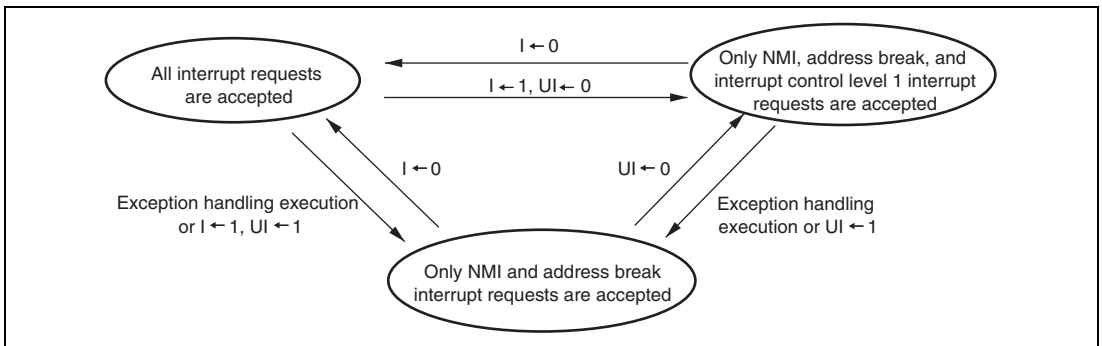 I ← 0
All interrupt requests
are accepted
I ← 1, UI ← 0
Only NMI, address break, and
interrupt control level 1 interrupt
requests are accepted
I ← 0
UI ← 0
Exception handling execution
or I ← 1, UI ← 1
Exception handling
execution or UI ← 1
Only NMI and address break
interrupt requests are accepted